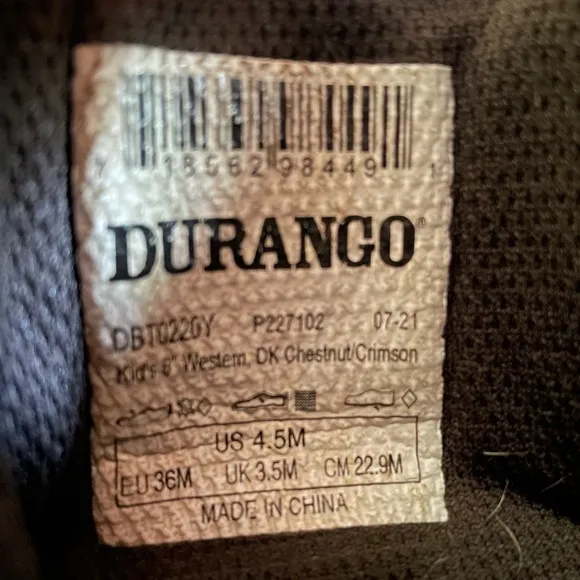 7 18562 98449 1
DURANGO®
DBT0220Y P227102 07-21
Kid's 8" Western, DK Chestnut/Crimson
US 4.5M
EU 36M UK 3.5M CM 22.9M
MADE IN CHINA